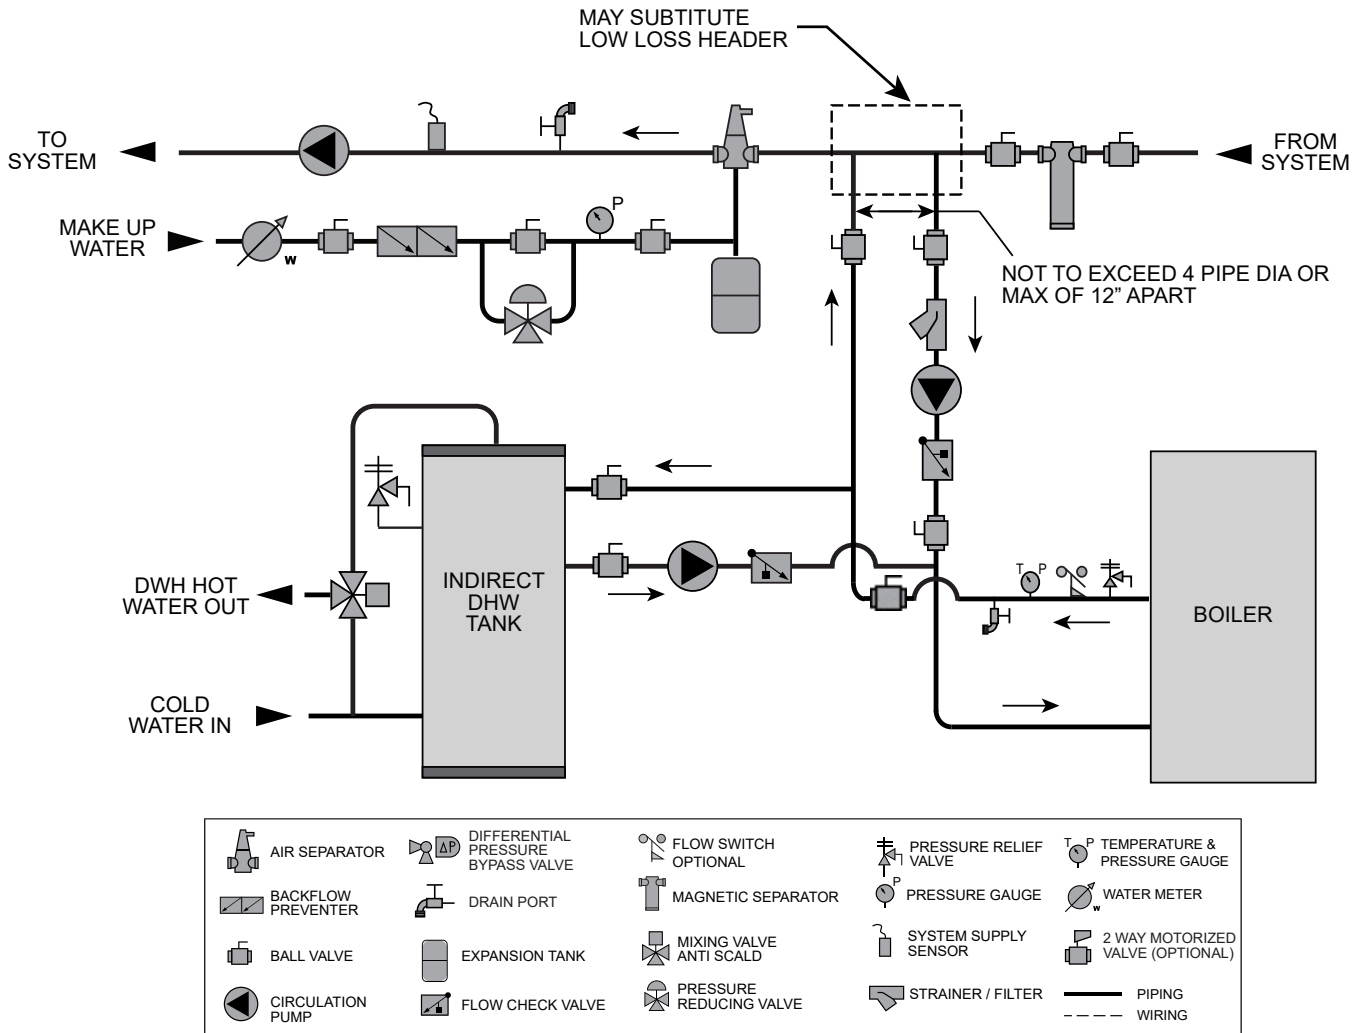 MAY SUBTITUTE
LOW LOSS HEADER
TO
SYSTEM
FROM
SYSTEM
MAKE UP
WATER
w
P
NOT TO EXCEED 4 PIPE DIA OR
MAX OF 12” APART
DWH HOT
WATER OUT
INDIRECT
DHW
TANK
T P
BOILER
COLD
WATER IN
AIR SEPARATOR
BACKFLOW
PREVENTER
BALL VALVE
CIRCULATION
PUMP
ΔP
DIFFERENTIAL
PRESSURE
BYPASS VALVE
DRAIN PORT
EXPANSION TANK
FLOW CHECK VALVE
FLOW SWITCH
OPTIONAL
MAGNETIC SEPARATOR
MIXING VALVE
ANTI SCALD
PRESSURE
REDUCING VALVE
PRESSURE RELIEF
VALVE
P
PRESSURE GAUGE
SYSTEM SUPPLY
SENSOR
STRAINER / FILTER
T P
TEMPERATURE &
PRESSURE GAUGE
w
WATER METER
2 WAY MOTORIZED
VALVE (OPTIONAL)
PIPING
WIRING